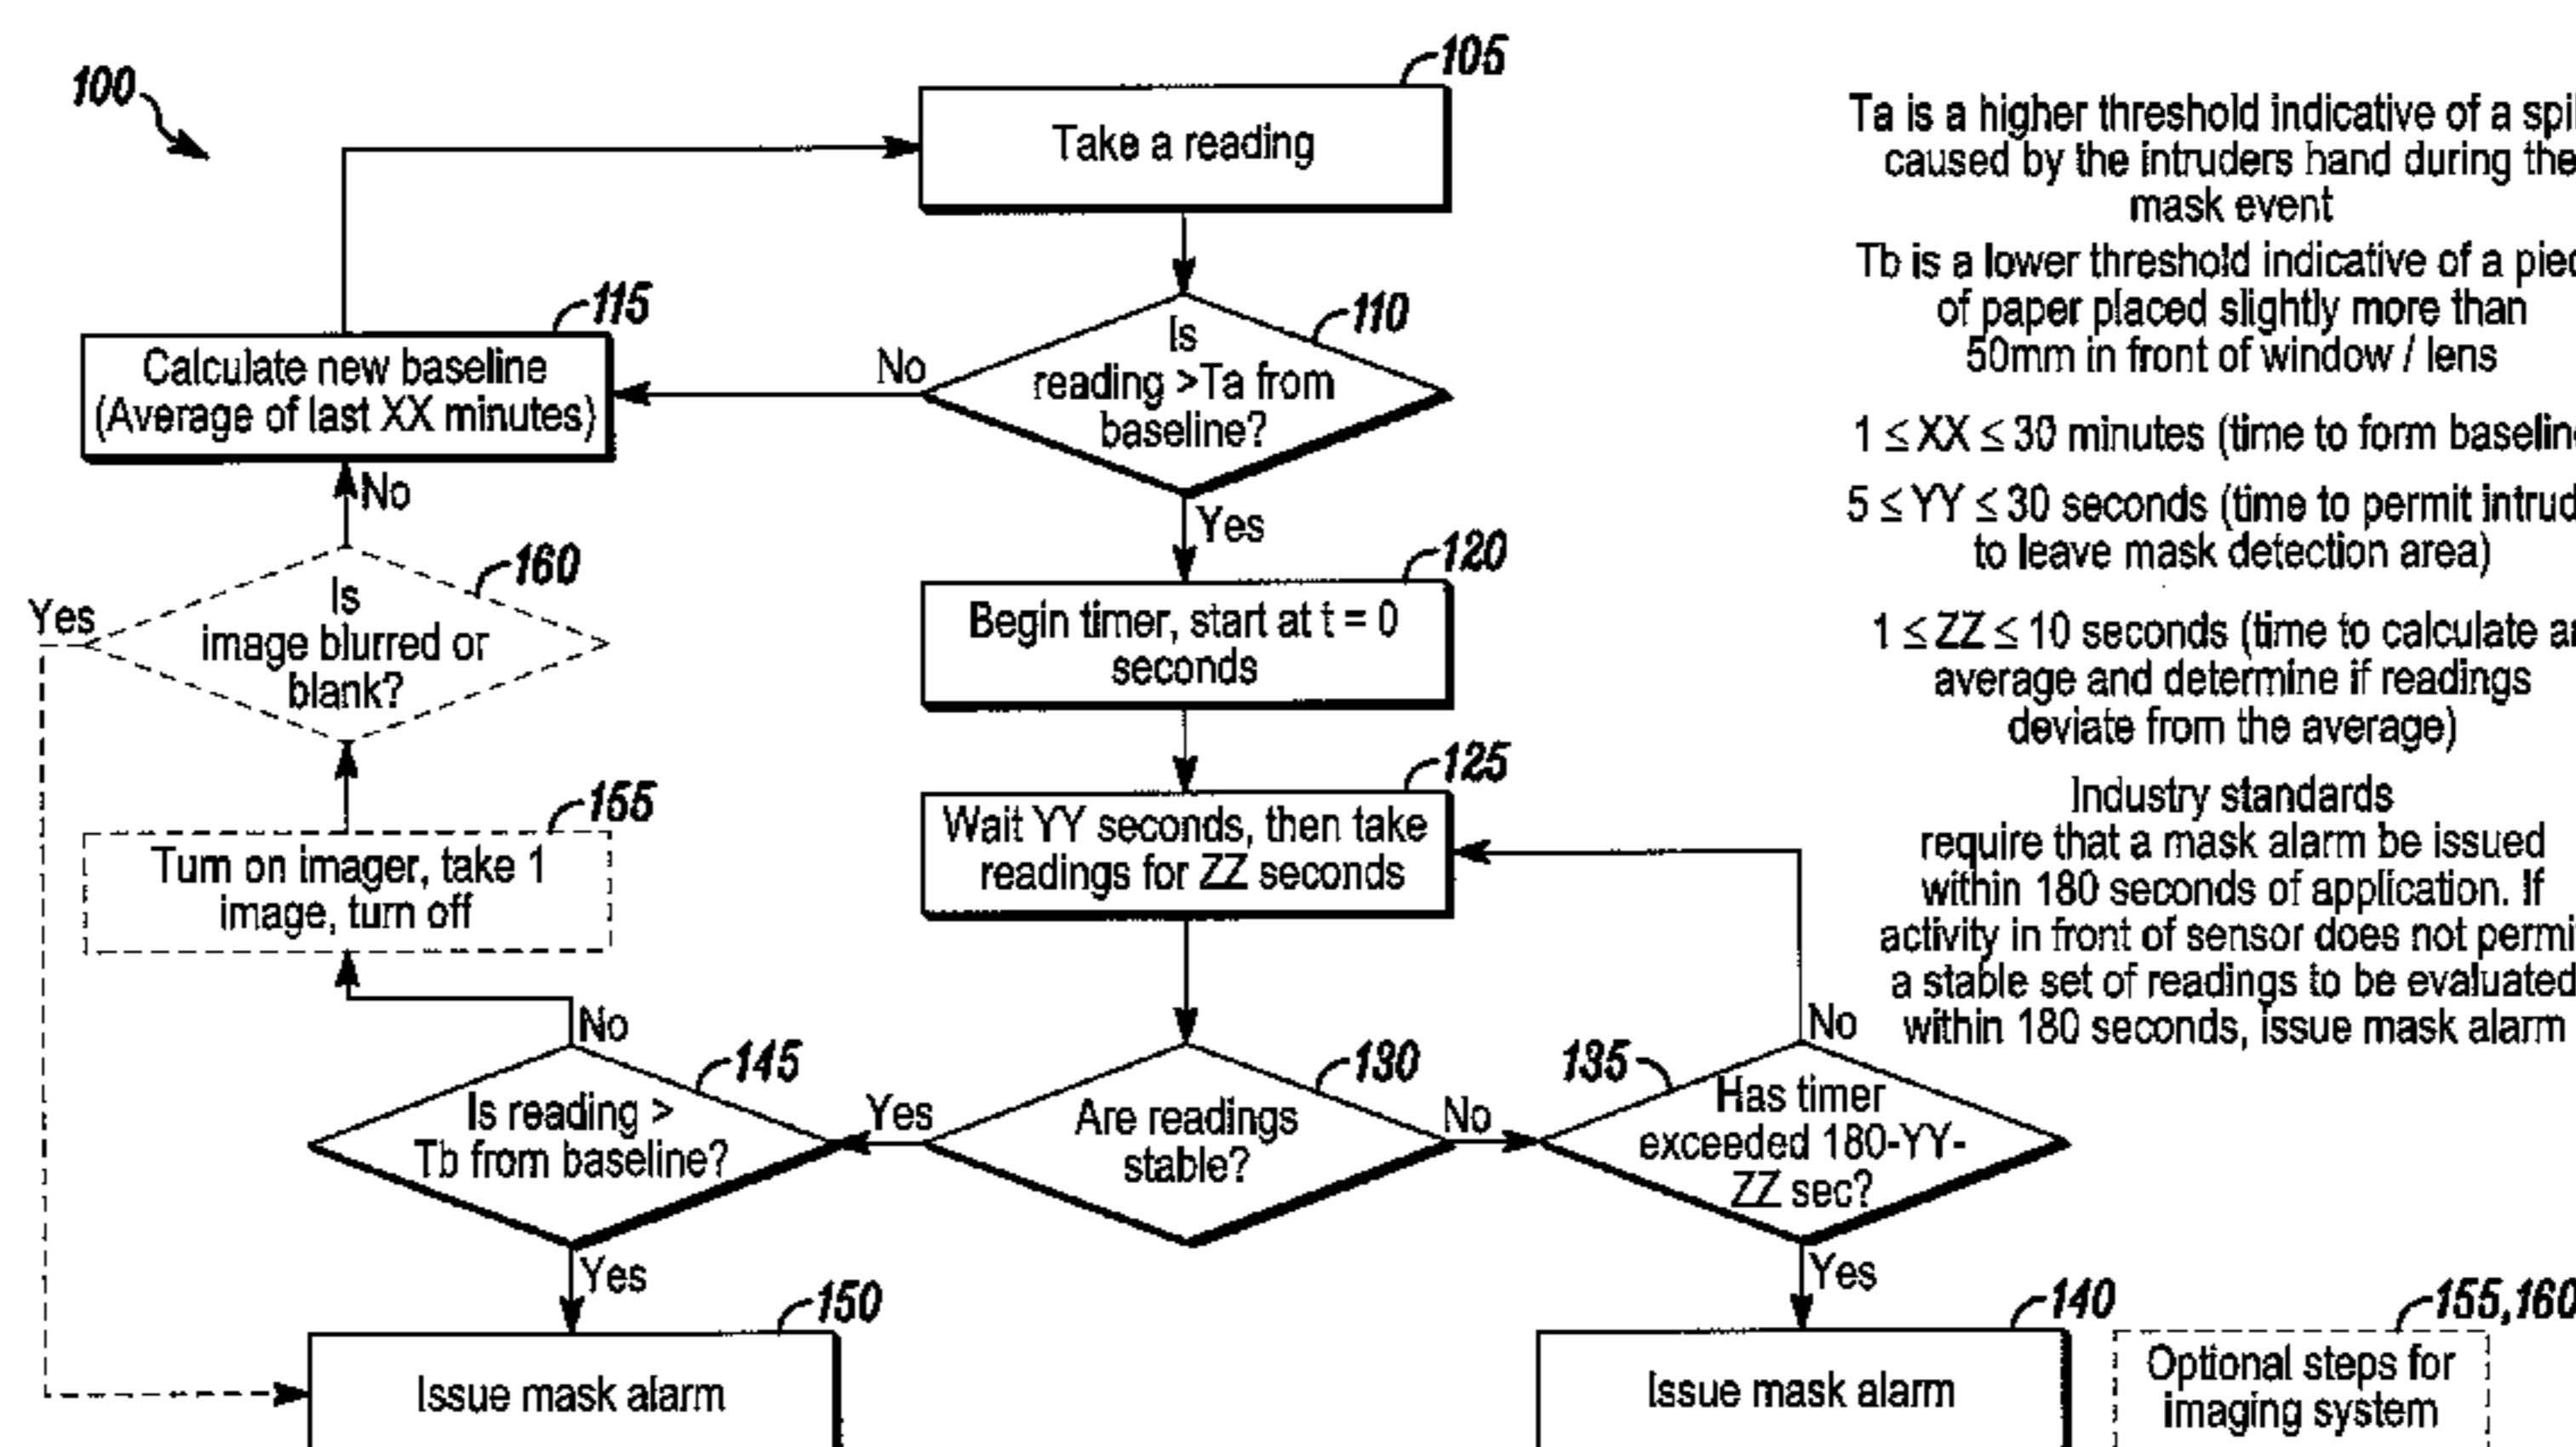 100
105
Take a reading
115
Calculate new baseline
(Average of last XX minutes)
No
110
Is
reading >Ta from
baseline?
Yes
120
Begin timer, start at t = 0
seconds
125
Wait YY seconds, then take
readings for ZZ seconds
130
Are readings
stable?
No
135
Has timer
exceeded 180-YY-
ZZ sec?
No
Yes
140
Issue mask alarm
Yes
145
Is reading >
Tb from baseline?
No
Yes
150
Issue mask alarm
155
Turn on imager, take 1
image, turn off
160
Is
image blurred or
blank?
No
Yes
Ta is a higher threshold indicative of a
caused by the intruders hand during the
mask event
Tb is a lower threshold indicative of a
of paper placed slightly more than
50mm in front of window / lens
1 ≤ XX ≤ 30 minutes (time to form
5 ≤ YY ≤ 30 seconds (time to permit
to leave mask detection area)
1 ≤ ZZ ≤ 10 seconds (time to calculate
average and determine if readings
deviate from the average)
Industry standards
require that a mask alarm be issued
within 180 seconds of application. If
activity in front of sensor does not
a stable set of readings to be evaluated
within 180 seconds, issue mask alarm
155,160
Optional steps for
imaging system